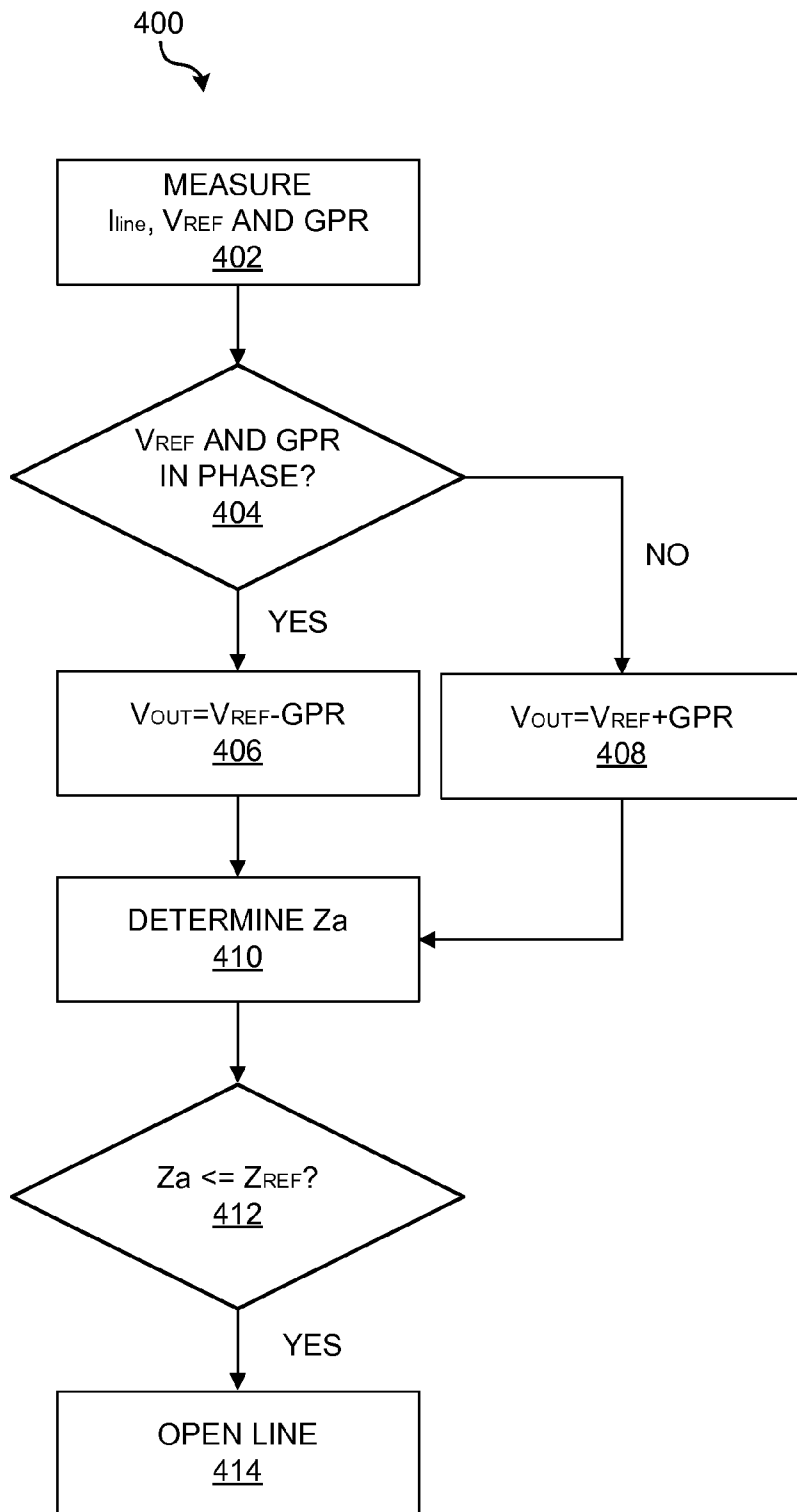 400
MEASURE
Iline, VREF AND GPR
402
VREF AND GPR
IN PHASE?
404
NO
YES
VOUT=VREF-GPR
406
VOUT=VREF+GPR
408
DETERMINE Za
410
Za <= ZREF?
412
YES
OPEN LINE
414